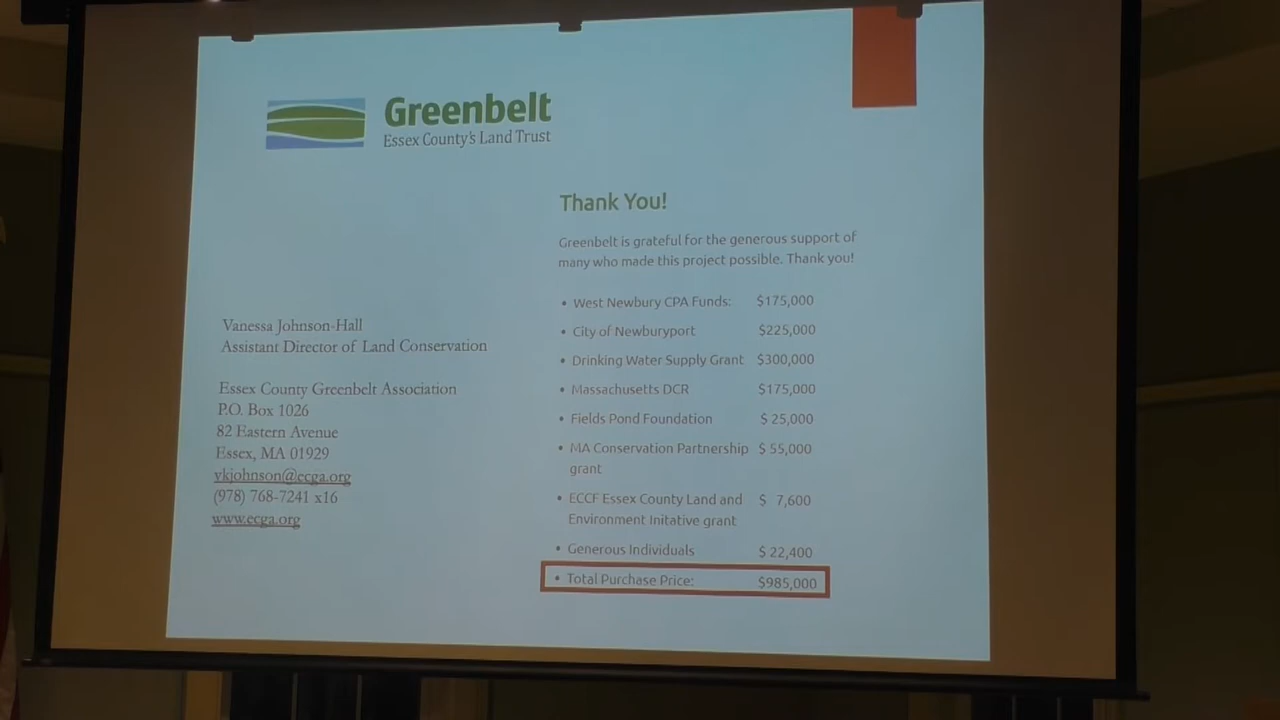 Greenbelt
Essex County's Land Trust
Thank You!
Greenbelt is grateful for the generous support of
many who made this project possible. Thank you!
• West Newbury CPA Funds: $175,000
• City of Newburyport $225,000
• Drinking Water Supply Grant $300,000
• Massachusetts DCR $175,000
• Fields Pond Foundation $ 25,000
• MA Conservation Partnership $ 55,000
grant
• ECCF Essex County Land and $ 7,600
Environment Initative grant
• Generous Individuals $ 22,400
• Total Purchase Price: $985,000
Vanessa Johnson-Hall
Assistant Director of Land Conservation
Essex County Greenbelt Association
P.O. Box 1026
82 Eastern Avenue
Essex, MA 01929
vkjohnson@ecga.org
(978) 768-7241 x16
www.ecga.org